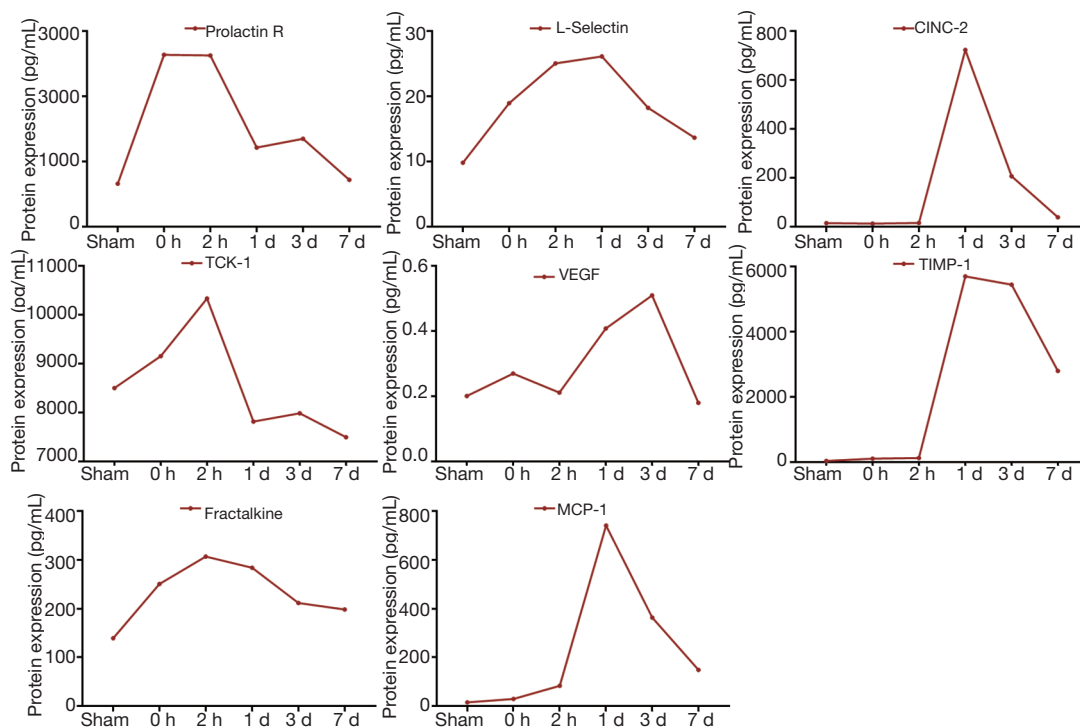 Protein expression (pg/mL)
Prolactin R
3000
3000
1000
0
Sham 0 h 2 h 1 d 3 d 7 d
Protein expression (pg/mL)
L-Selectin
30
20
10
0
Sham 0 h 2 h 1 d 3 d 7 d
Protein expression (pg/mL)
CINC-2
800
600
400
200
0
Sham 0 h 2 h 1 d 3 d 7 d
Protein expression (pg/mL)
TCK-1
11000
10000
9000
8000
7000
Sham 0 h 2 h 1 d 3 d 7 d
Protein expression (pg/mL)
VEGF
0.6
0.4
0.2
0.0
Sham 0 h 2 h 1 d 3 d 7 d
Protein expression (pg/mL)
TIMP-1
6000
4000
2000
0
Sham 0 h 2 h 1 d 3 d 7 d
Protein expression (pg/mL)
Fractalkine
400
300
200
100
0
Sham 0 h 2 h 1 d 3 d 7 d
Protein expression (pg/mL)
MCP-1
800
600
400
200
0
Sham 0 h 2 h 1 d 3 d 7 d